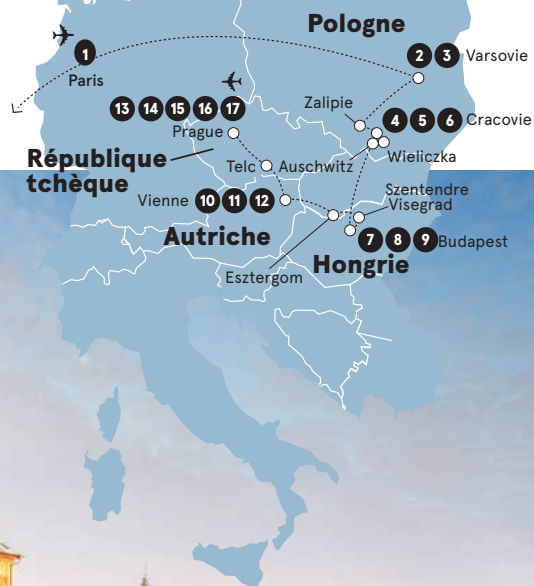 Pologne
1
Paris
2 3 Varsovie
Zalipie
13 14 15 16 17
4 5 6 Cracovie
Prague
République
tchèque
Telc
Auschwitz
Wieliczka
Vienne 10 11 12
Szentendre
Visegrad
Autriche
7 8 9 Budapest
Hongrie
Esztergom